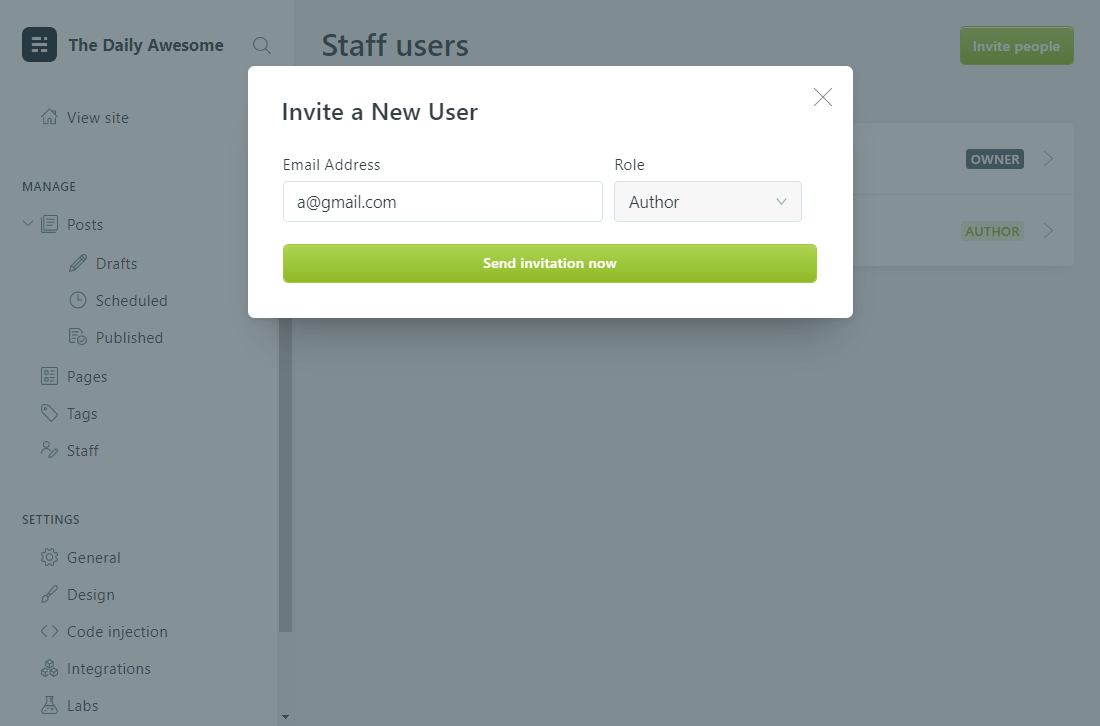 The Daily Awesome
Staff users
Invite people
View site
MANAGE
Posts
Drafts
Scheduled
Published
Pages
Tags
Staff
SETTINGS
General
Design
Code injection
Integrations
Labs
Invite a New User
Email Address
Role
a@gmail.com
Author
Send invitation now
OWNER
AUTHOR